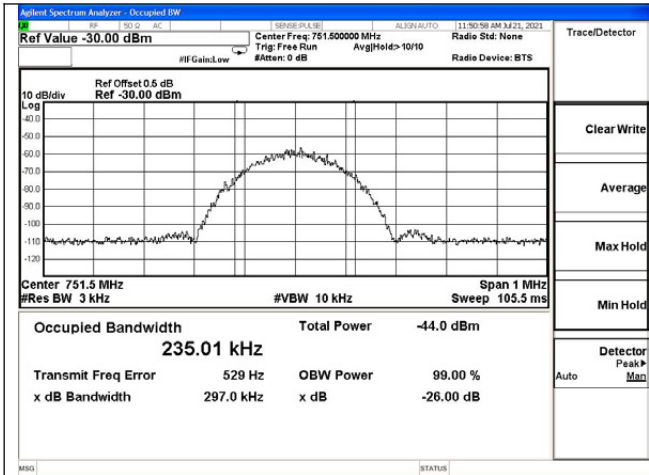 Agilent Spectrum Analyzer - Occupied BW
RF 50 Ω AC SENSE:PULSE ALIGN AUTO 11:50:58 AM Jul 21, 2021
Ref Value -30.00 dBm
Center Freq: 751.500000 MHz
Radio Std: None
Trig: Free Run Avg|Hold:> 10/10
#IFGain:Low
#Atten: 0 dB
Radio Device: BTS
Trace/Detector
Ref Offset 0.5 dB
10 dB/div Ref -30.00 dBm
Log
-40.0
-50.0
-60.0
-70.0
-80.0
-90.0
-100
-110
-120
Center 751.5 MHz
Span 1 MHz
#Res BW 3 kHz
#VBW 10 kHz
Sweep 105.5 ms
Occupied Bandwidth
235.01 kHz
Total Power -44.0 dBm
Transmit Freq Error 529 Hz
OBW Power 99.00 %
x dB Bandwidth 297.0 kHz
x dB -26.00 dB
MSG
STATUS
Clear Write
Average
Max Hold
Min Hold
Detector
Peak▶
Auto Man